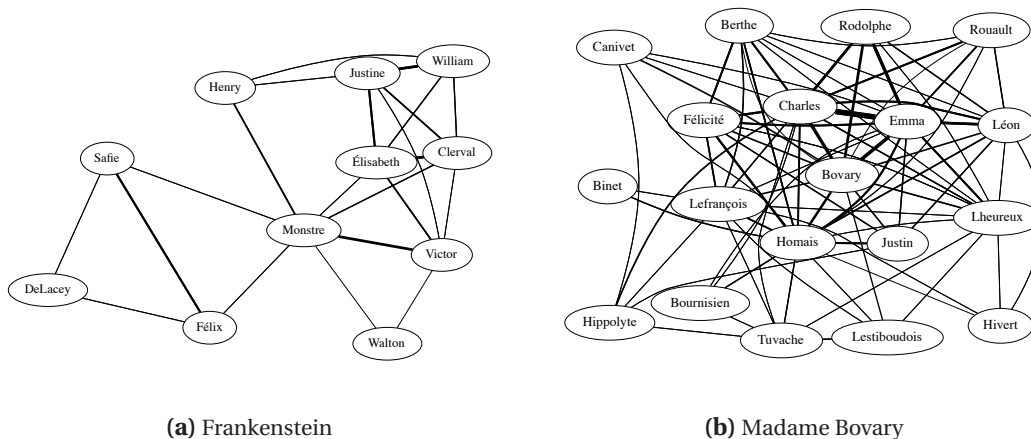 Henry
Justine
William
Safie
Élisabeth
Clerval
Monstre
Victor
DeLacey
Félix
Walton
(a) Frankenstein
Berthe
Rodolphe
Rouault
Canivet
Charles
Félicité
Emma
Léon
Bovary
Binet
Lefrançois
Lheureux
Homais
Justin
Bournisien
Hippolyte
Hivert
Tuvache
Lestiboudois
(b) Madame Bovary